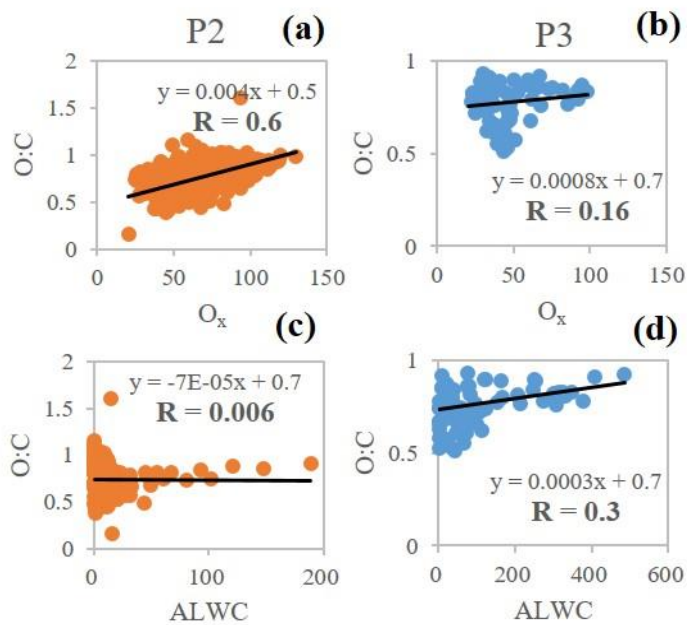 P2
(a)
P3
(b)
2
1.5
1
0.5
0
O:C
y = 0.004x + 0.5
R = 0.6
0
50
100
150
Ox
1
0.5
0
O:C
y = 0.0008x + 0.7
R = 0.16
0
50
100
150
Ox
(c)
(d)
2
1.5
1
0.5
0
O:C
y = -7E-05x + 0.7
R = 0.006
0
100
200
ALWC
1
0.5
0
O:C
y = 0.0003x + 0.7
R = 0.3
0
200
400
600
ALWC